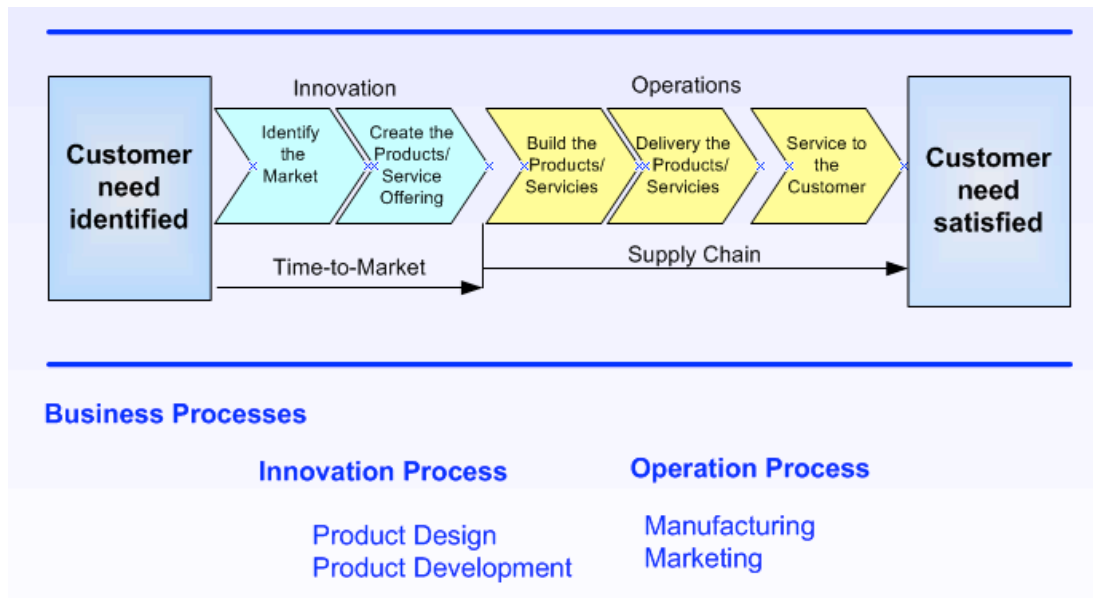 Innovation
Operations
Customer
need
identified
Identify
the
Market
Create the
Products/
Service
Offering
Build the
Products/
Servicies
Delivery the
Products/
Servicies
Service to
the
Customer
Customer
need
satisfied
Time-to-Market
Supply Chain
Business Processes
Innovation Process
Product Design
Product Development
Operation Process
Manufacturing
Marketing